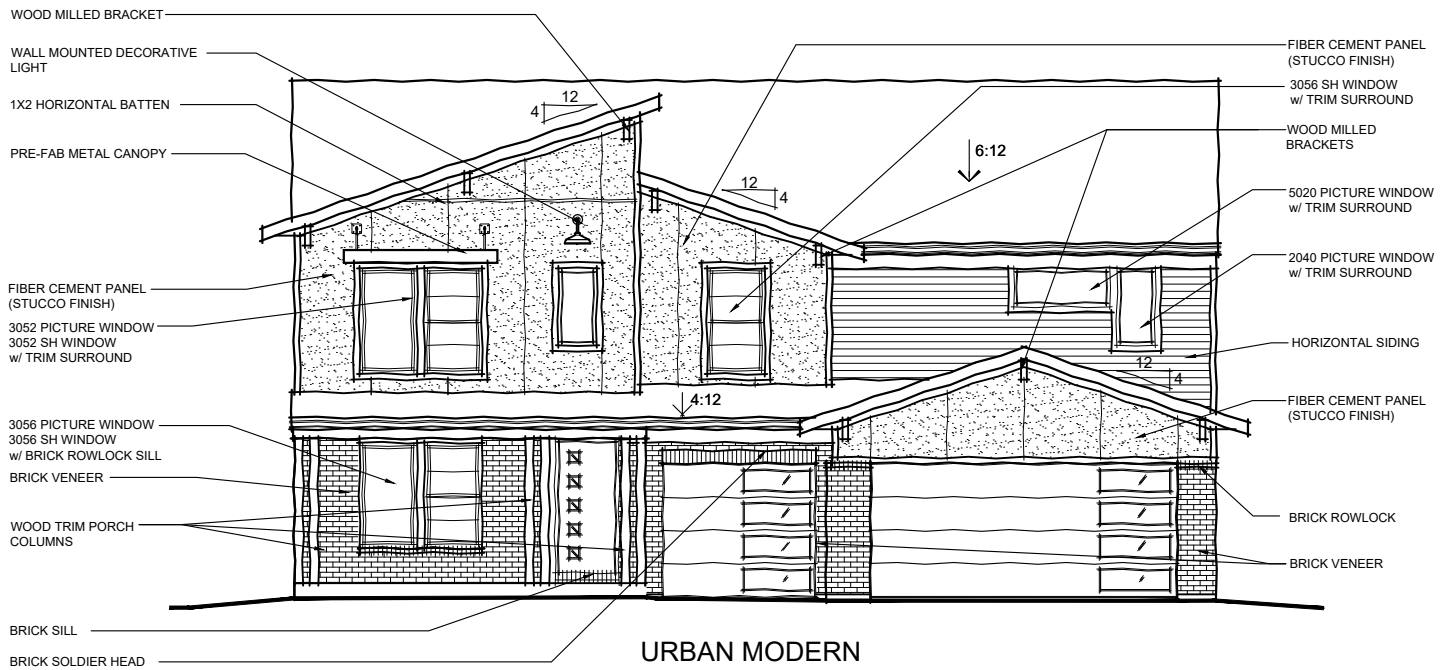 WOOD MILLED BRACKET
WALL MOUNTED DECORATIVE
LIGHT
1X2 HORIZONTAL BATTEN
PRE-FAB METAL CANOPY
FIBER CEMENT PANEL
(STUCCO FINISH)
3052 PICTURE WINDOW
3052 SH WINDOW
w/ TRIM SURROUND
3056 PICTURE WINDOW
3056 SH WINDOW
w/ BRICK ROWLOCK SILL
BRICK VENEER
WOOD TRIM PORCH
COLUMNS
BRICK SILL
BRICK SOLDIER HEAD
12
4
12
4
6:12
4:12
12
4
FIBER CEMENT PANEL
(STUCCO FINISH)
3056 SH WINDOW
w/ TRIM SURROUND
WOOD MILLED
BRACKETS
5020 PICTURE WINDOW
w/ TRIM SURROUND
2040 PICTURE WINDOW
w/ TRIM SURROUND
HORIZONTAL SIDING
FIBER CEMENT PANEL
(STUCCO FINISH)
BRICK ROWLOCK
BRICK VENEER
URBAN MODERN